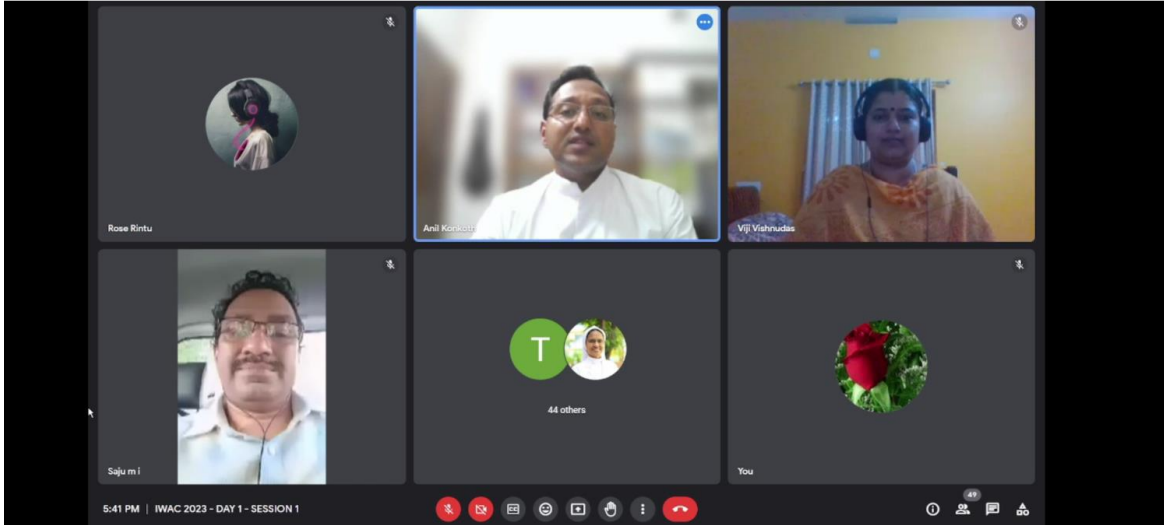 Rose Rintu
Anil Konkoth
Viji Vishnudas
Saju m i
T
44 others
You
5:41 PM | IWAC 2023 - DAY 1 - SESSION 1
CC
49